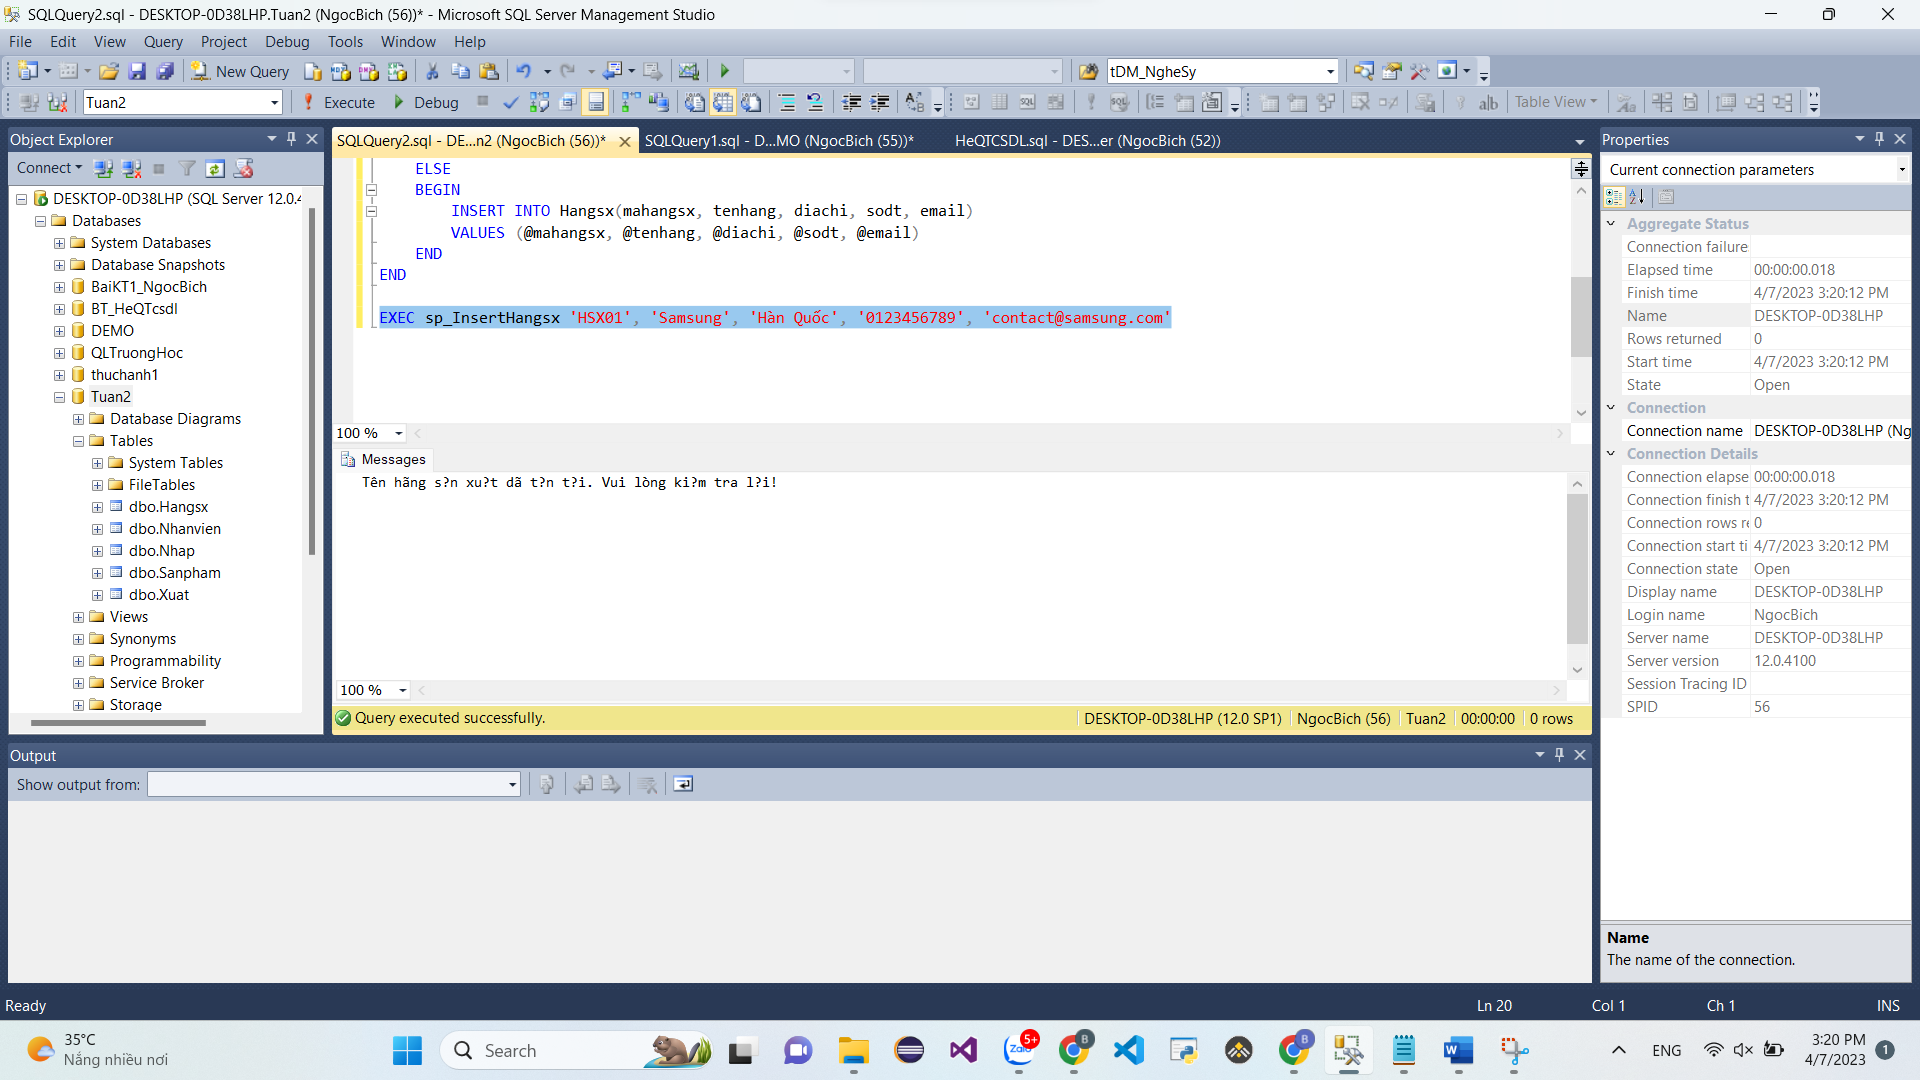 SQLQuery2.sql - DESKTOP-0D38LHP.Tuan2 (NgocBich (56))* - Microsoft SQL Server Management Studio
File Edit View Query Project Debug Tools Window Help
New Query
tDM_NgheSy
Tuan2
Execute
Debug
Table View
Object Explorer
Connect
DESKTOP-0D38LHP (SQL Server 12.0.4
Databases
System Databases
Database Snapshots
BaiKT1_NgocBich
BT_HeQTcsdl
DEMO
QLTruongHoc
thuchanh1
Tuan2
Database Diagrams
Tables
System Tables
FileTables
dbo.Hangsx
dbo.Nhanvien
dbo.Nhap
dbo.Sanpham
dbo.Xuat
Views
Synonyms
Programmability
Service Broker
Storage
SQLQuery2.sql - DE...n2 (NgocBich (56))*
SQLQuery1.sql - D...MO (NgocBich (55))*
HeQTCSDL.sql - DES...er (NgocBich (52))
ELSE
BEGIN
INSERT INTO Hangsx(mahangsx, tenhang, diachi, sodt, email)
VALUES (@mahangsx, @tenhang, @diachi, @sodt, @email)
END
END
EXEC sp_InsertHangsx 'HSX01', 'Samsung', 'Hàn Quốc', '0123456789', 'contact@samsung.com'
100 %
Messages
Tên hãng s?n xu?t dã t?n t?i. Vui lòng ki?m tra l?i!
100 %
Query executed successfully.
DESKTOP-0D38LHP (12.0 SP1)
NgocBich (56)
Tuan2
00:00:00
0 rows
Properties
Current connection parameters
Aggregate Status
Connection failure
Elapsed time 00:00:00.018
Finish time 4/7/2023 3:20:12 PM
Name DESKTOP-0D38LHP
Rows returned 0
Start time 4/7/2023 3:20:12 PM
State Open
Connection
Connection name DESKTOP-0D38LHP (Ng
Connection Details
Connection elapse 00:00:00.018
Connection finish t 4/7/2023 3:20:12 PM
Connection rows re 0
Connection start ti 4/7/2023 3:20:12 PM
Connection state Open
Display name DESKTOP-0D38LHP
Login name NgocBich
Server name DESKTOP-0D38LHP
Server version 12.0.4100
Session Tracing ID
SPID 56
Name
The name of the connection.
Output
Show output from:
Ready
Ln 20
Col 1
Ch 1
INS
35°C
Nắng nhiều nơi
Search
5+
Zalo
B
B
ENG
3:20 PM
4/7/2023
1